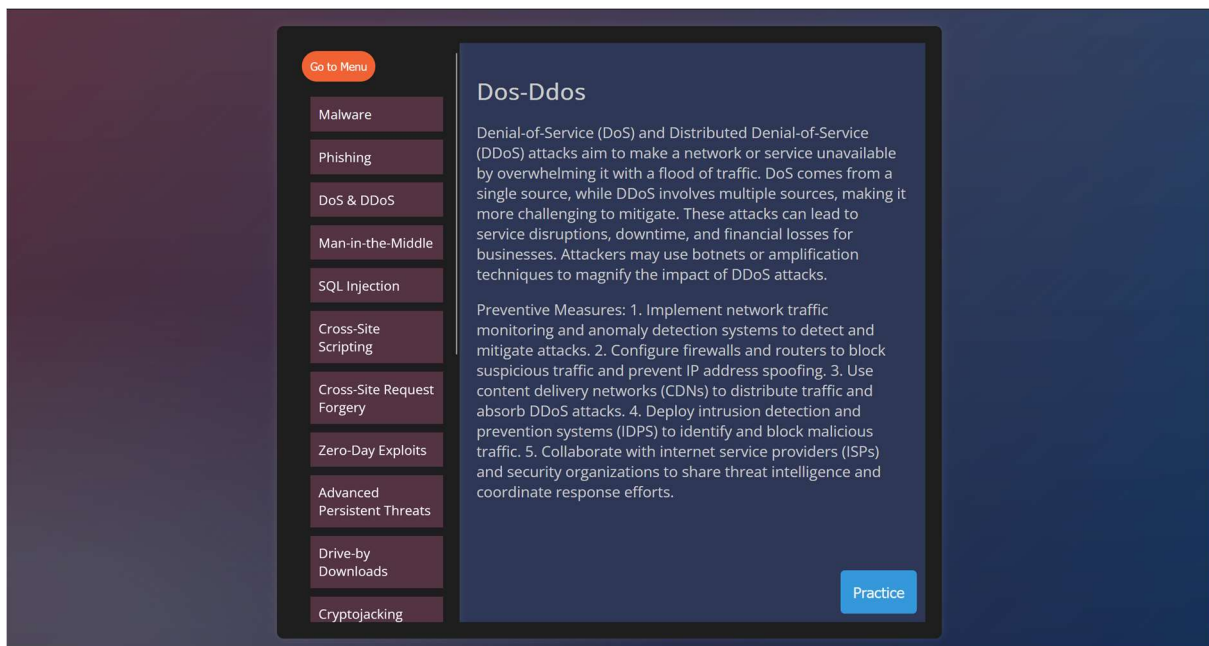 Go to Menu
Malware
Phishing
DoS & DDoS
Man-in-the-Middle
SQL Injection
Cross-Site
Scripting
Cross-Site Request
Forgery
Zero-Day Exploits
Advanced
Persistent Threats
Drive-by
Downloads
Cryptojacking
Dos-Ddos
Denial-of-Service (DoS) and Distributed Denial-of-Service
(DDoS) attacks aim to make a network or service unavailable
by overwhelming it with a flood of traffic. DoS comes from a
single source, while DDoS involves multiple sources, making it
more challenging to mitigate. These attacks can lead to
service disruptions, downtime, and financial losses for
businesses. Attackers may use botnets or amplification
techniques to magnify the impact of DDoS attacks.
Preventive Measures: 1. Implement network traffic
monitoring and anomaly detection systems to detect and
mitigate attacks. 2. Configure firewalls and routers to block
suspicious traffic and prevent IP address spoofing. 3. Use
content delivery networks (CDNs) to distribute traffic and
absorb DDoS attacks. 4. Deploy intrusion detection and
prevention systems (IDPS) to identify and block malicious
traffic. 5. Collaborate with internet service providers (ISPs)
and security organizations to share threat intelligence and
coordinate response efforts.
Practice